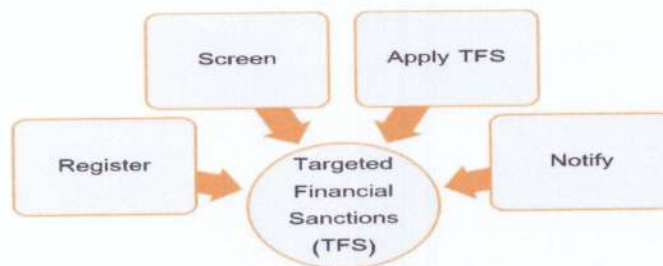 Screen
Apply TFS
Register
Notify
Targeted
Financial
Sanctions
(TFS)